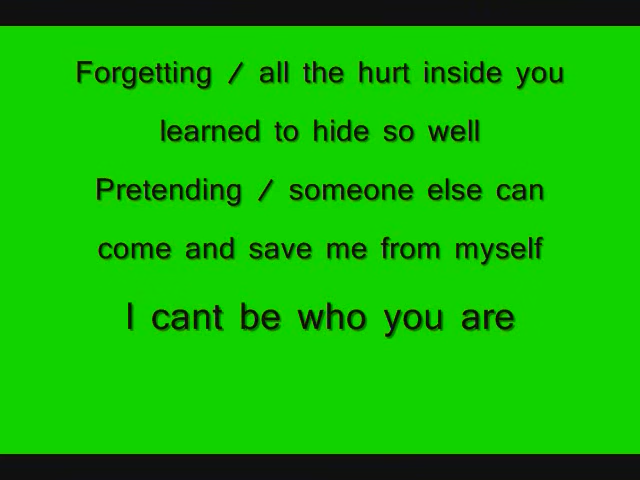 Forgetting / all the hurt inside you
learned to hide so well
Pretending / someone else can
come and save me from myself
I cant be who you are